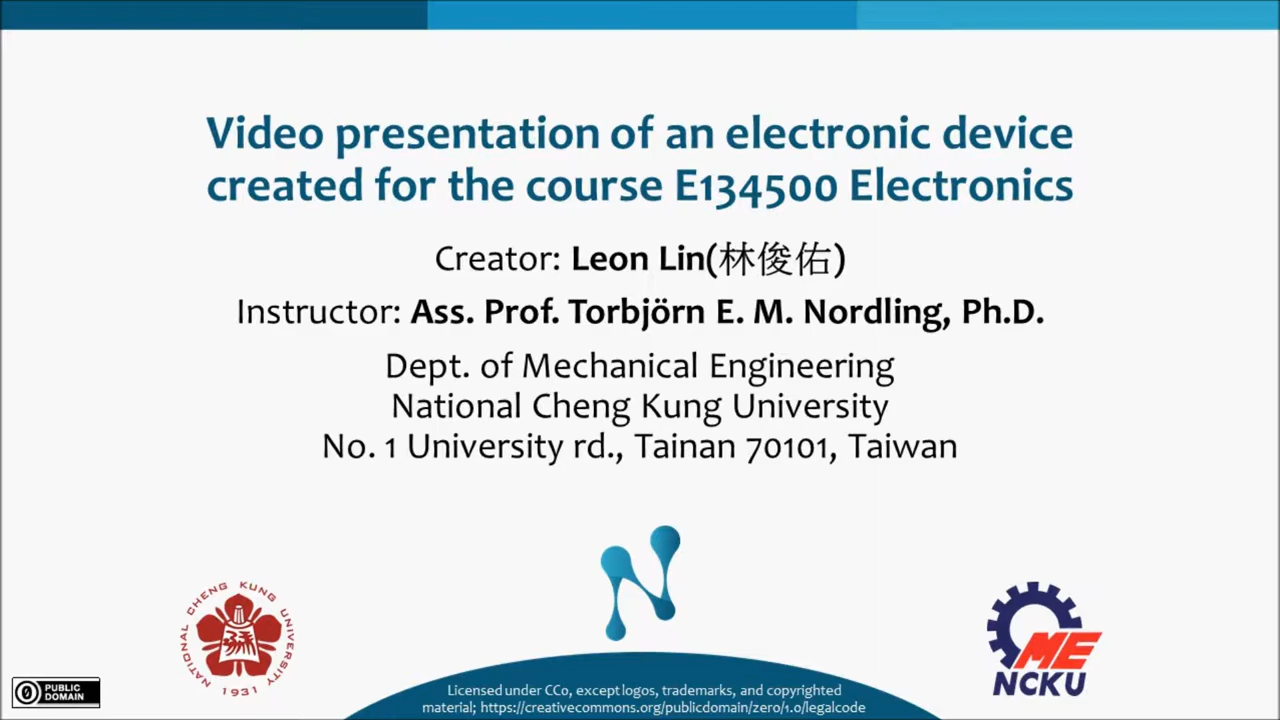 Video presentation of an electronic device
created for the course E134500 Electronics
Creator: Leon Lin(林俊佑)
Instructor: Ass. Prof. Torbjörn E. M. Nordling, Ph.D.
Dept. of Mechanical Engineering
National Cheng Kung University
No. 1 University rd., Tainan 70101, Taiwan
NATIONAL CHENG KUNG UNIVERSITY
1931
ME
NCKU
PUBLIC
DOMAIN
Licensed under CC0, except logos, trademarks, and copyrighted
material; https://creativecommons.org/publicdomain/zero/1.0/legalcode